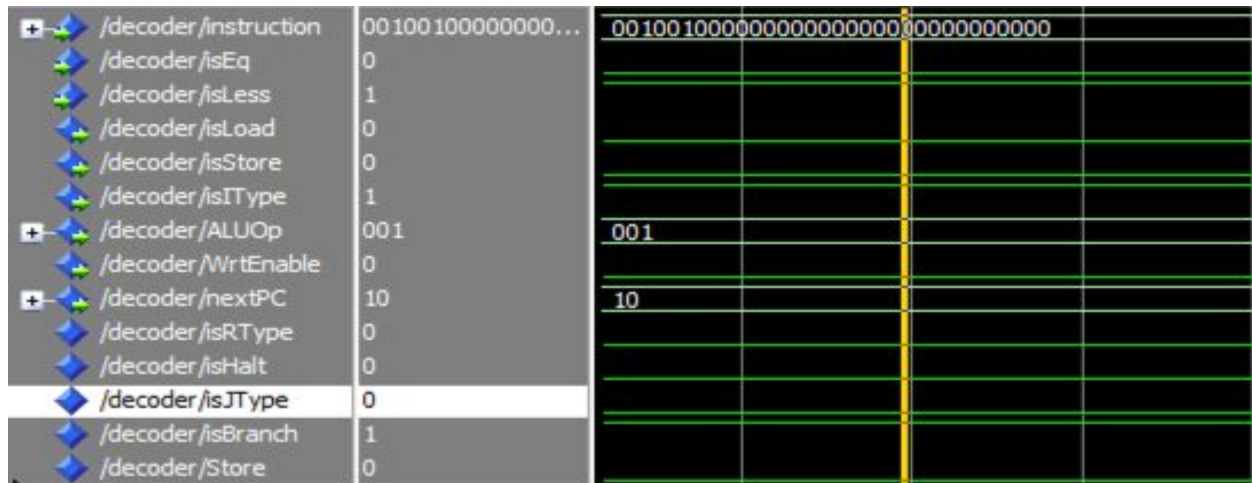 /decoder/instruction 00100100000000... 00100100000000000000000000000000
/decoder/isEq 0
/decoder/isLess 1
/decoder/isLoad 0
/decoder/isStore 0
/decoder/isIType 1
/decoder/ALUOp 001 001
/decoder/WrtEnable 0
/decoder/nextPC 10 10
/decoder/isRType 0
/decoder/isHalt 0
/decoder/isJType 0
/decoder/isBranch 1
/decoder/Store 0